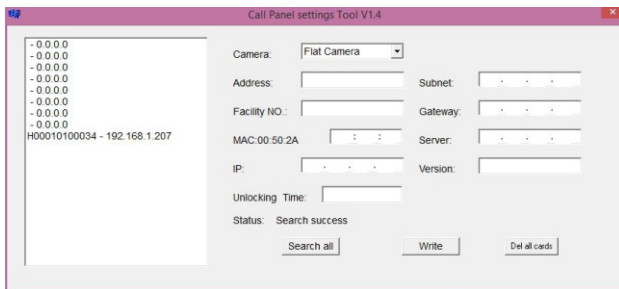 Call Panel settings Tool V1.4
- 0.0.0.0
- 0.0.0.0
- 0.0.0.0
- 0.0.0.0
- 0.0.0.0
- 0.0.0.0
- 0.0.0.0
- 0.0.0.0
H00010100034 - 192.168.1.207
Camera: Flat Camera
Address: Subnet: . . .
Facility NO.: Gateway: . . .
MAC:00:50:2A : : Server: . . .
IP: . . . Version:
Unlocking Time:
Status: Search success
Search all Write Del all cards